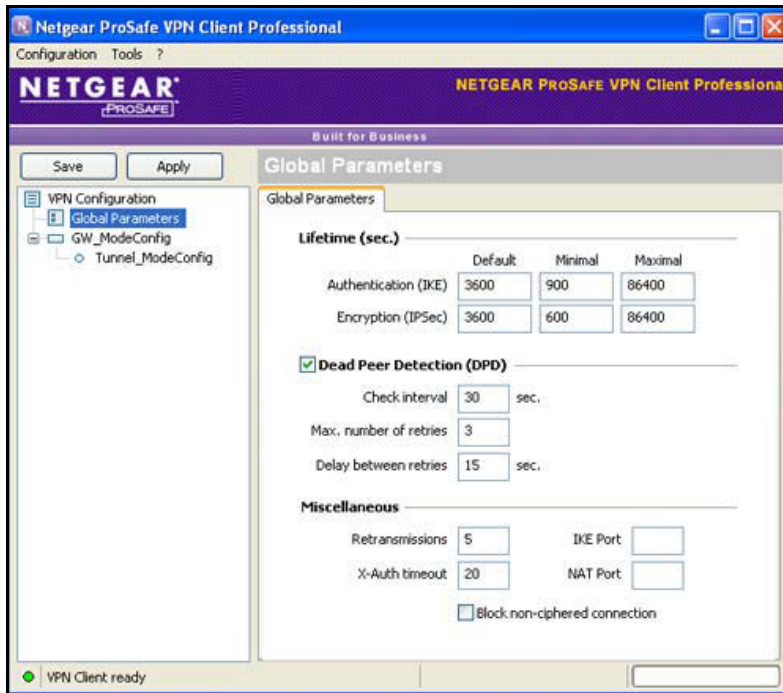 Netgear ProSafe VPN Client Professional
Configuration Tools ?
NETGEAR®
PROSAFE
NETGEAR PROSAFE VPN Client Professiona
Built for Business
Save Apply
Global Parameters
VPN Configuration
Global Parameters
GW_ModeConfig
Tunnel_ModeConfig
Global Parameters
Lifetime (sec.)
Default Minimal Maximal
Authentication (IKE) 3600 900 86400
Encryption (IPSec) 3600 600 86400
Dead Peer Detection (DPD)
Check interval 30 sec.
Max. number of retries 3
Delay between retries 15 sec.
Miscellaneous
Retransmissions 5 IKE Port
X-Auth timeout 20 NAT Port
Block non-ciphered connection
VPN Client ready